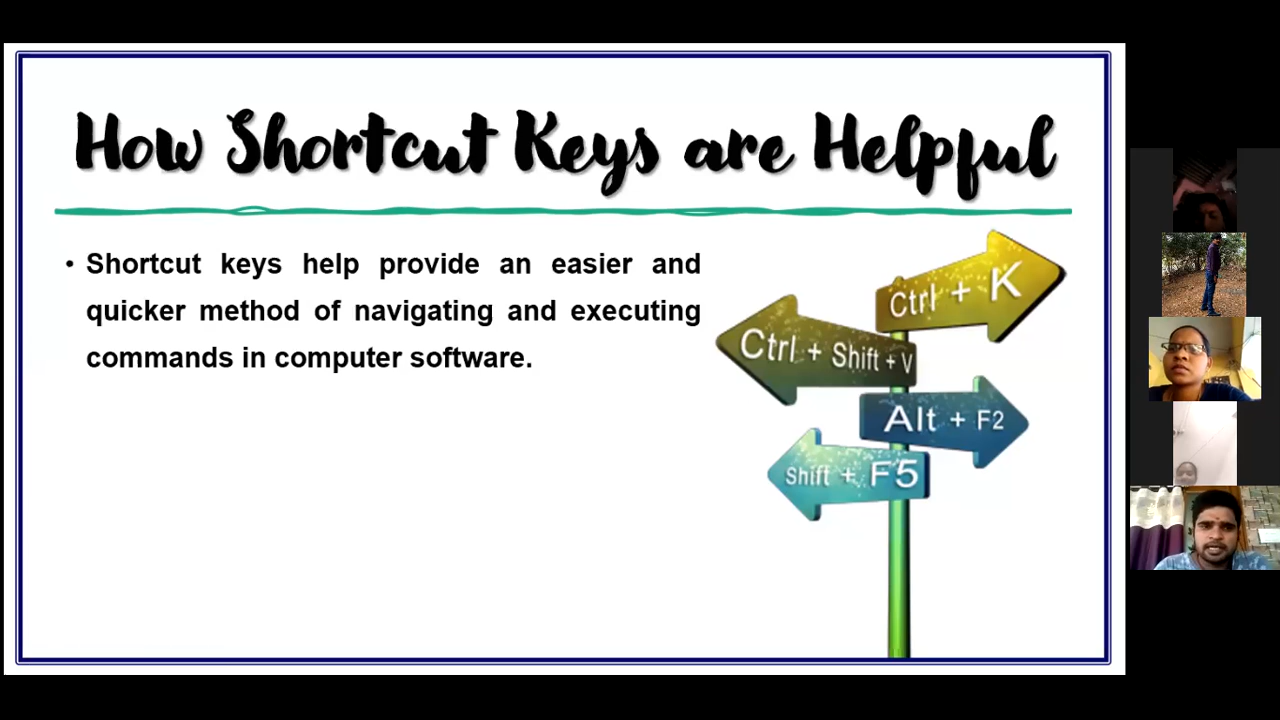 How Shortcut Keys are Helpful
• Shortcut keys help provide an easier and
quicker method of navigating and executing
commands in computer software.
Ctrl + K
Ctrl + Shift + V
Alt + F2
Shift + F5